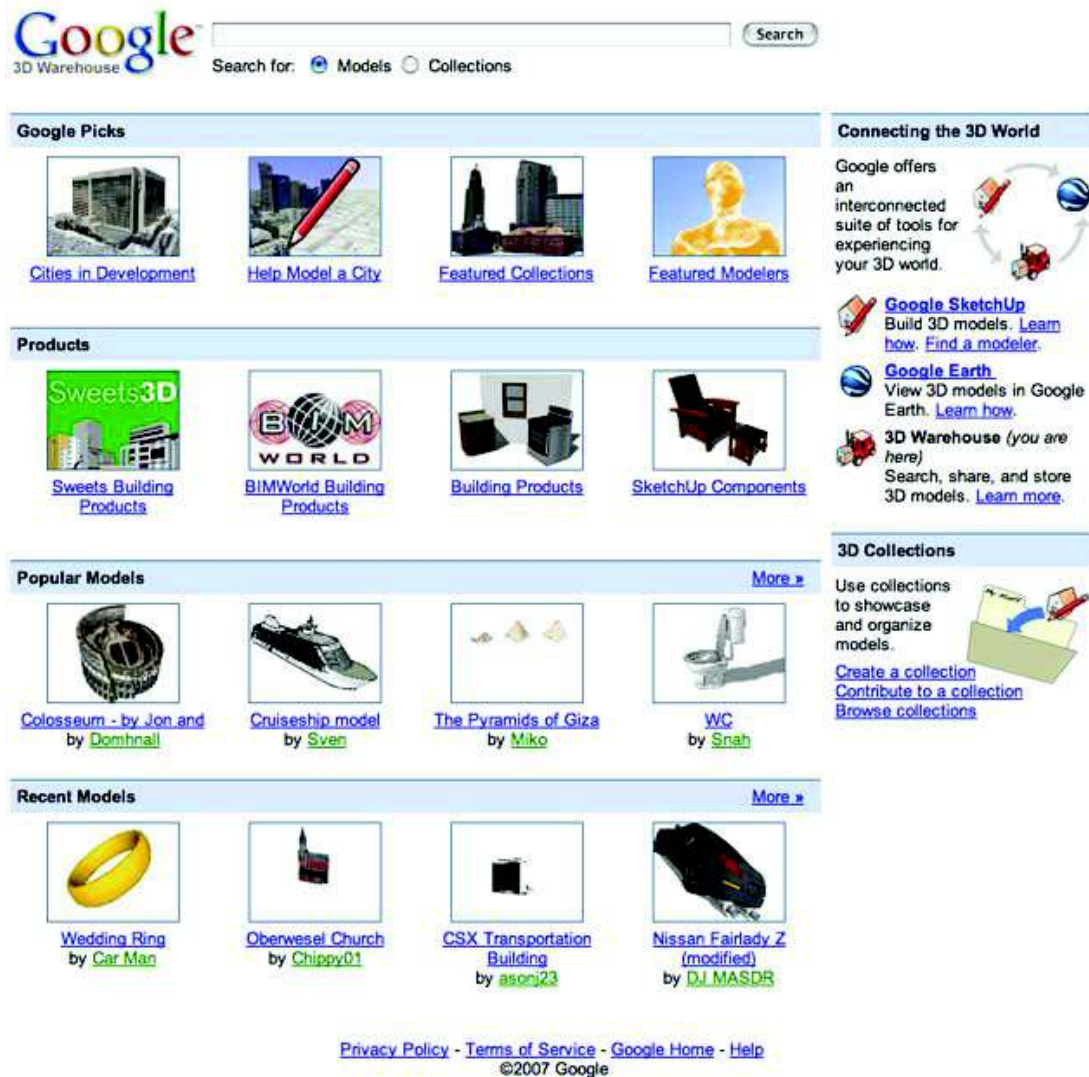 Google™
3D Warehouse
Search
Search for: Models Collections
Google Picks
Cities in Development
Help Model a City
Featured Collections
Featured Modelers
Products
Sweets3D
Sweets Building
Products
BIM
WORLD
BIMWorld Building
Products
Building Products
SketchUp Components
Popular Models
More »
Colosseum - by Jon and
by Domhnall
Cruiseship model
by Sven
The Pyramids of Giza
by Miko
WC
by Snah
Recent Models
More »
Wedding Ring
by Car Man
Oberwesel Church
by Chippy01
CSX Transportation
Building
by asonj23
Nissan Fairlady Z
(modified)
by DJ MASDR
Connecting the 3D World
Google offers
an
interconnected
suite of tools for
experiencing
your 3D world.
Google SketchUp
Build 3D models. Learn
how. Find a modeler.
Google Earth
View 3D models in Google
Earth. Learn how.
3D Warehouse (you are
here)
Search, share, and store
3D models. Learn more.
3D Collections
Use collections
to showcase
and organize
models.
Create a collection
Contribute to a collection
Browse collections
Privacy Policy - Terms of Service - Google Home - Help
©2007 Google